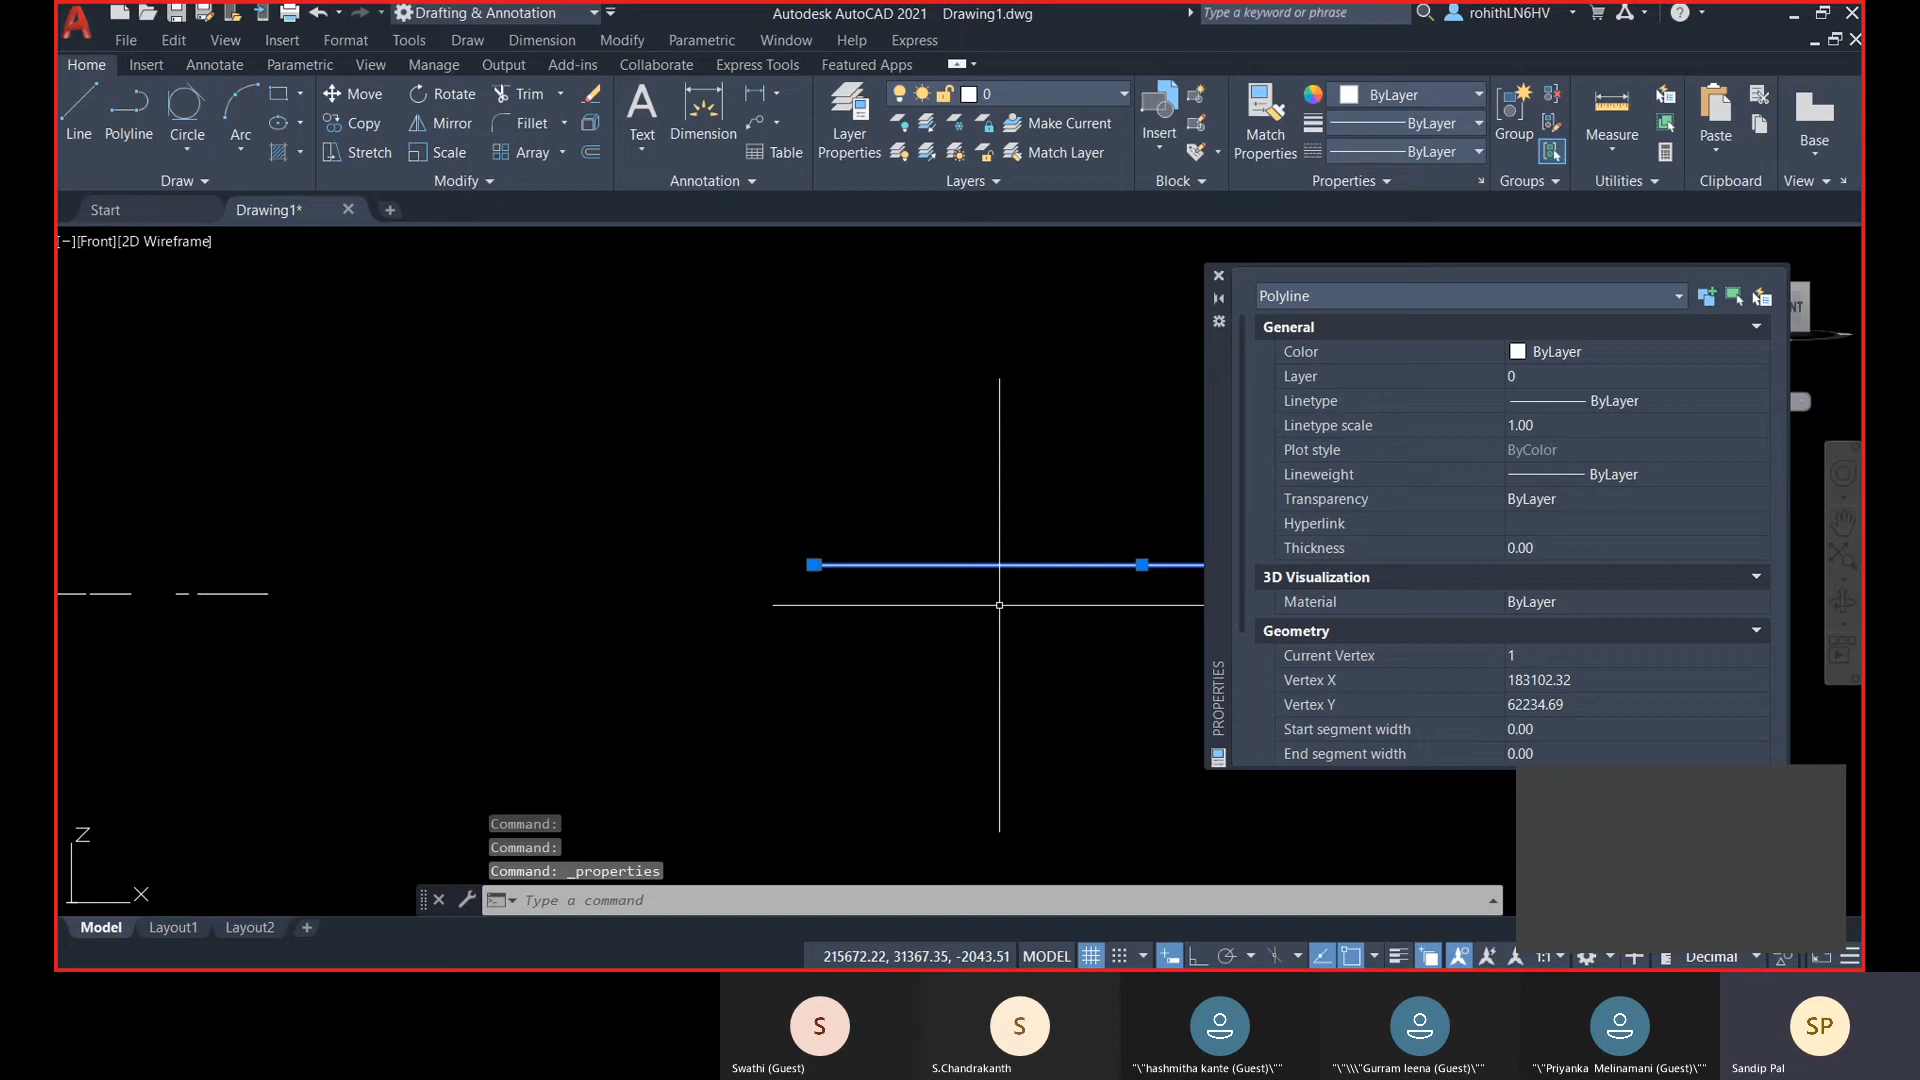 Drafting & Annotation
Autodesk AutoCAD 2021 Drawing1.dwg
Type a keyword or phrase
rohithLN6HV
File Edit View Insert Format Tools Draw Dimension Modify Parametric Window Help Express
Home Insert Annotate Parametric View Manage Output Add-ins Collaborate Express Tools Featured Apps
Line Polyline Circle Arc
Move Rotate Trim
Copy Mirror Fillet
Stretch Scale Array
Text Dimension Table
Layer Properties
0
Make Current
Match Layer
Insert
Match Properties
ByLayer
ByLayer
ByLayer
Group
Measure
Paste
Base
Draw Modify Annotation Layers Block Properties Groups Utilities Clipboard View
Start Drawing1*
[−][Front][2D Wireframe]
NT
Polyline
General
Color ByLayer
Layer 0
Linetype ByLayer
Linetype scale 1.00
Plot style ByColor
Lineweight ByLayer
Transparency ByLayer
Hyperlink
Thickness 0.00
3D Visualization
Material ByLayer
Geometry
Current Vertex 1
Vertex X 183102.32
Vertex Y 62234.69
Start segment width 0.00
End segment width 0.00
PROPERTIES
Z
X
Command:
Command:
Command: _properties
Type a command
Model Layout1 Layout2
215672.22, 31367.35, -2043.51 MODEL 1:1 Decimal
S S SP
Swathi (Guest) S.Chandrakanth "\"hashmitha kante (Guest)\"" "\"\\\"Gurram leena (Guest)\"" "\"Priyanka Melinamani (Guest)\"" Sandip Pal